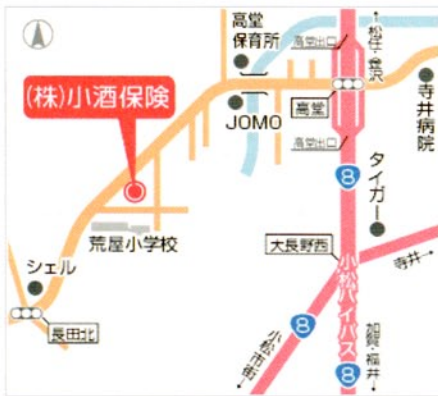 高堂
保育所
高堂出口
←松任・金沢
寺井病院
(株)小酒保険
高堂
JOMO
高堂出口
8
タイガー
荒屋小学校
大長野西
シェル
小松バイパス
寺井→
長田北
8
小松市街
加賀・福井→
8